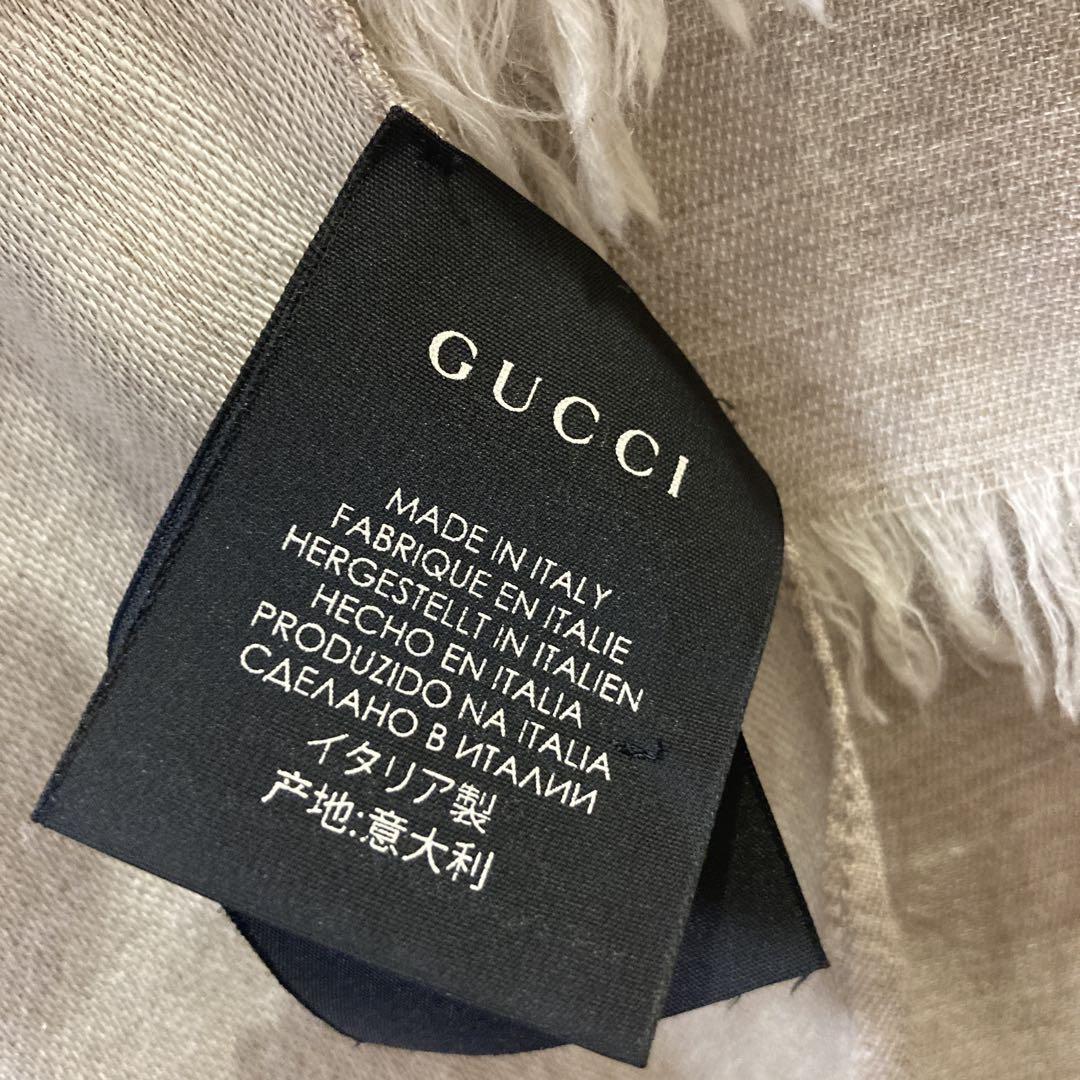 GUCCI
MADE IN ITALY
FABRIQUE EN ITALIE
HERGESTELLT IN ITALIEN
HECHO EN ITALIA
PRODUZIDO NA ITALIA
СДЕЛАНО В ИТАЛИИ
イタリア製
产地:意大利